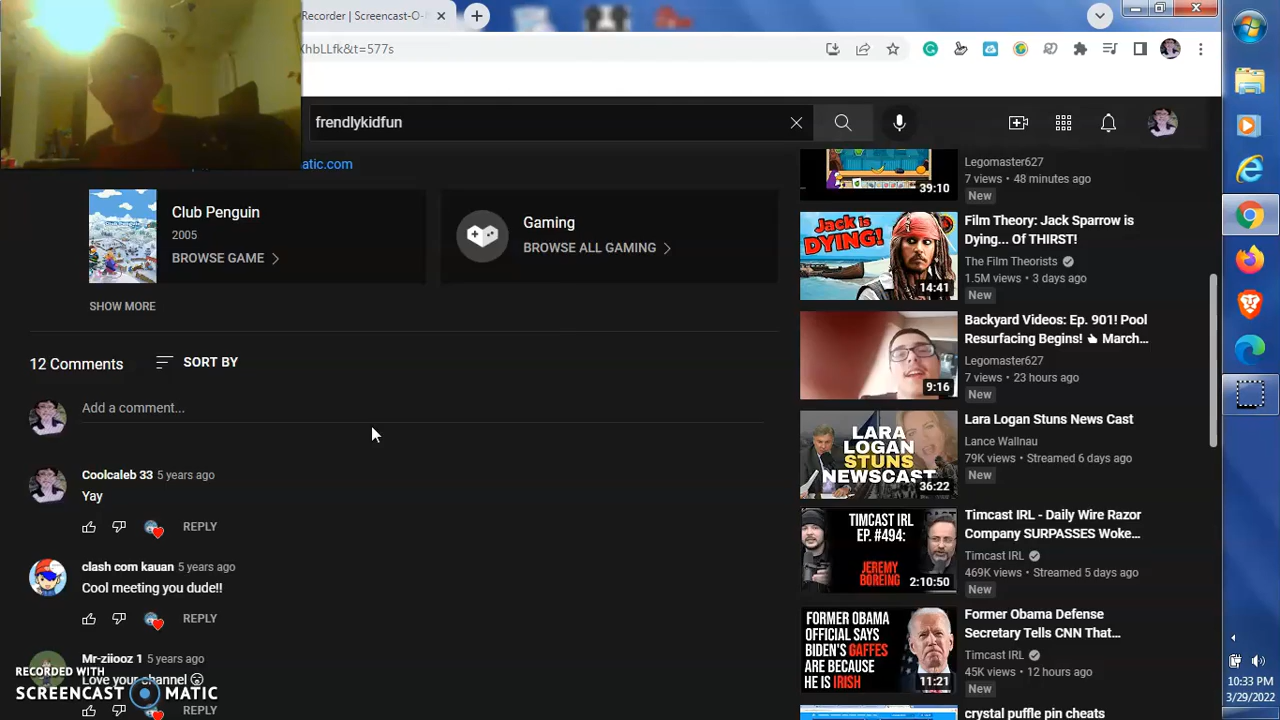 Recorder | Screencast-O-
XhbLLfk&t=577s
frendlykidfun
atic.com
Club Penguin
2005
BROWSE GAME
Gaming
BROWSE ALL GAMING
SHOW MORE
12 Comments
SORT BY
Add a comment...
Coolcaleb 33 5 years ago
Yay
REPLY
clash com kauan 5 years ago
Cool meeting you dude!!
REPLY
Mr-ziiooz 1 5 years ago
Love your channel
REPLY
RECORDED WITH
SCREENCAST MATIC
39:10
Legomaster627
7 views • 48 minutes ago
New
Jack is
DYING!
14:41
Film Theory: Jack Sparrow is
Dying... Of THIRST!
The Film Theorists
1.5M views • 3 days ago
New
9:16
Backyard Videos: Ep. 901! Pool
Resurfacing Begins! March...
Legomaster627
7 views • 23 hours ago
New
LARA
LOGAN
STUNS
NEWSCAST
36:22
Lara Logan Stuns News Cast
Lance Wallnau
79K views • Streamed 6 days ago
New
TIMCAST IRL
EP. #494:
JEREMY
BOREING
2:10:50
Timcast IRL - Daily Wire Razor
Company SURPASSES Woke...
Timcast IRL
469K views • Streamed 5 days ago
New
FORMER OBAMA
OFFICIAL SAYS
BIDEN'S GAFFES
ARE BECAUSE
HE IS IRISH
11:21
Former Obama Defense
Secretary Tells CNN That...
Timcast IRL
45K views • 12 hours ago
New
crystal puffle pin cheats
10:33 PM
3/29/2022